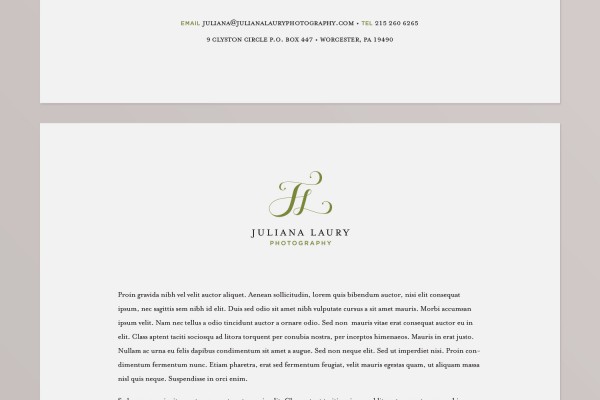 EMAIL JULIANA@JULIANALAURYPHOTOGRAPHY.COM • TEL 215 260 6265
9 CLYSTON CIRCLE P.O. BOX 447 • WORCESTER, PA 19490
JL
JULIANA LAURY
PHOTOGRAPHY
Proin gravida nibh vel velit auctor aliquet. Aenean sollicitudin, lorem quis bibendum auctor, nisi elit consequat
ipsum, nec sagittis sem nibh id elit. Duis sed odio sit amet nibh vulputate cursus a sit amet mauris. Morbi accumsan
ipsum velit. Nam nec tellus a odio tincidunt auctor a ornare odio. Sed non mauris vitae erat consequat auctor eu in
elit. Class aptent taciti sociosqu ad litora torquent per conubia nostra, per inceptos himenaeos. Mauris in erat justo.
Nullam ac urna eu felis dapibus condimentum sit amet a augue. Sed non neque elit. Sed ut imperdiet nisi. Proin con-
dimentum fermentum nunc. Etiam pharetra, erat sed fermentum feugiat, velit mauris egestas quam, ut aliquam massa
nisl quis neque. Suspendisse in orci enim.